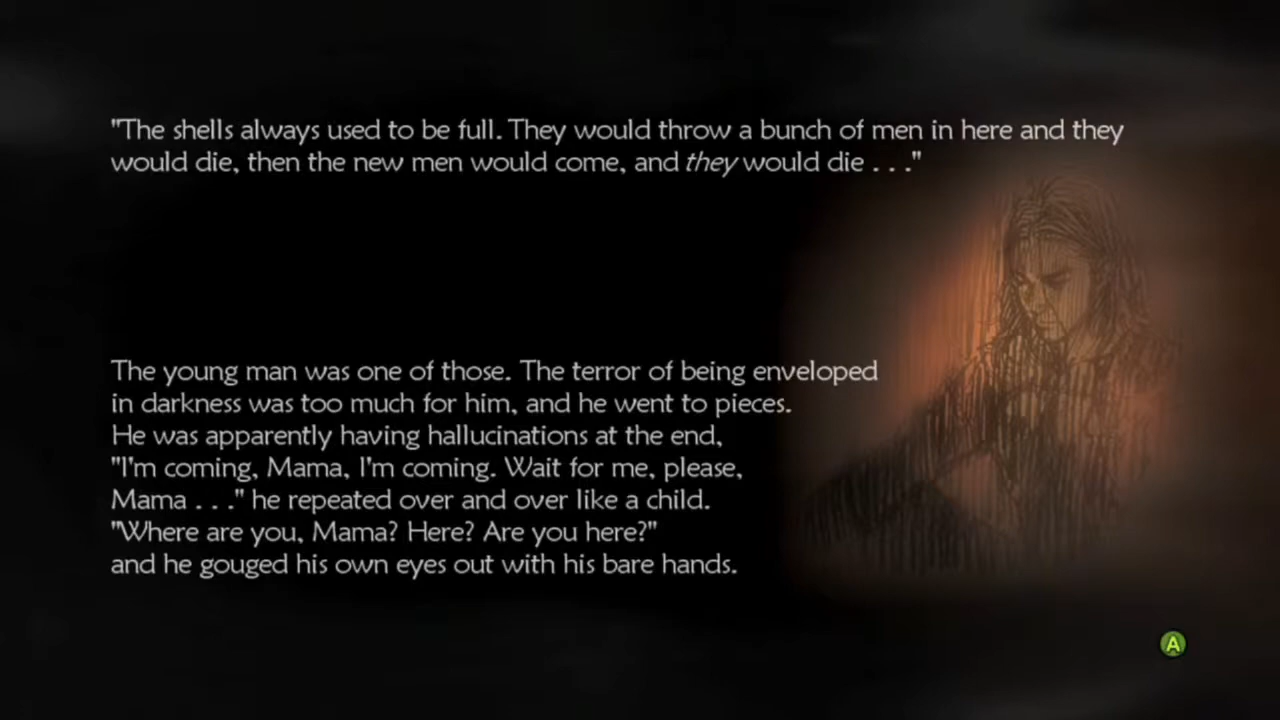 "The shells always used to be full. They would throw a bunch of men in here and they
would die, then the new men would come, and they would die . . ."
The young man was one of those. The terror of being enveloped
in darkness was too much for him, and he went to pieces.
He was apparently having hallucinations at the end,
"I'm coming, Mama, I'm coming. Wait for me, please,
Mama . . ." he repeated over and over like a child.
"Where are you, Mama? Here? Are you here?"
and he gouged his own eyes out with his bare hands.
A